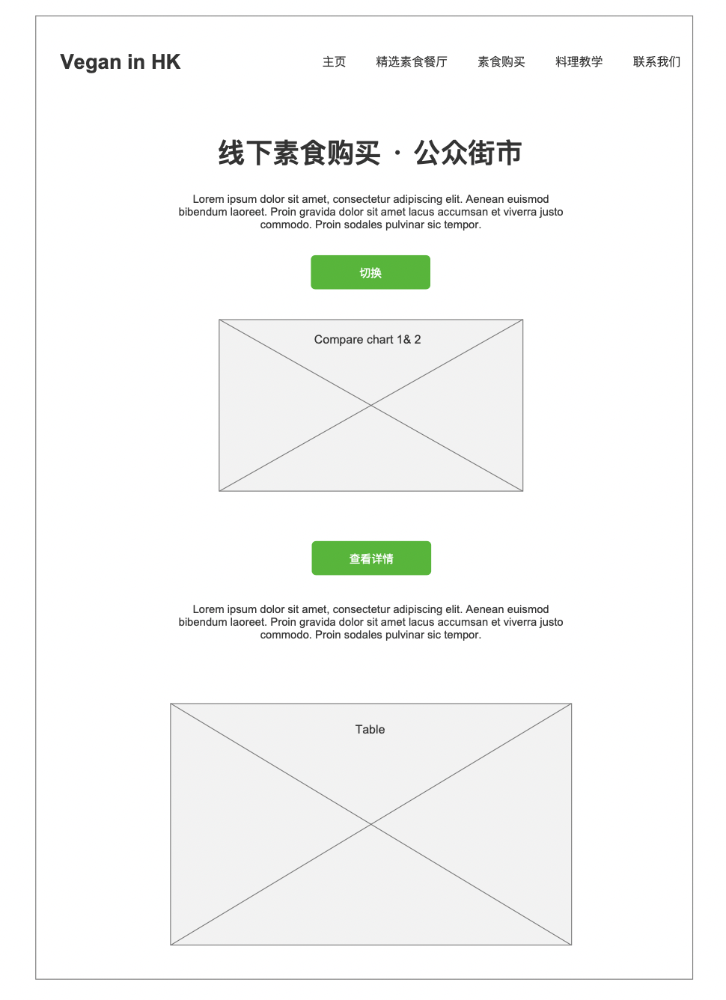 Vegan in HK
主页 精选素食餐厅 素食购买 料理教学 联系我们
线下素食购买 · 公众街市
Lorem ipsum dolor sit amet, consectetur adipiscing elit. Aenean euismod
bibendum laoreet. Proin gravida dolor sit amet lacus accumsan et viverra justo
commodo. Proin sodales pulvinar sic tempor.
切换
Compare chart 1& 2
查看详情
Lorem ipsum dolor sit amet, consectetur adipiscing elit. Aenean euismod
bibendum laoreet. Proin gravida dolor sit amet lacus accumsan et viverra justo
commodo. Proin sodales pulvinar sic tempor.
Table